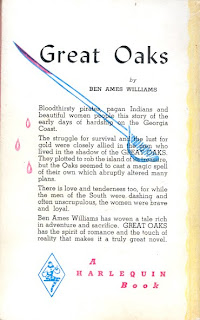 Great Oaks
by
BEN AMES WILLIAMS
Bloodthirsty pirates, pagan Indians and
beautiful women people this story of the
early days of hardship on the Georgia
Coast.
The struggle for survival and the lust for
gold were closely allied in the men who
lived in the shadow of the GREAT OAKS.
They plotted to rob the island of its treasure,
but the Oaks seemed to cast a magic spell
of their own which abruptly altered many
plans.
There is love and tenderness too, for while
the men of the South were dashing and
often unscrupulous, the women were brave
and loyal.
Ben Ames Williams has woven a tale rich
in adventure and sacrifice. GREAT OAKS
has the spirit of romance and the touch of
reality that makes it a truly great novel.
A
HARLEQUIN
Book